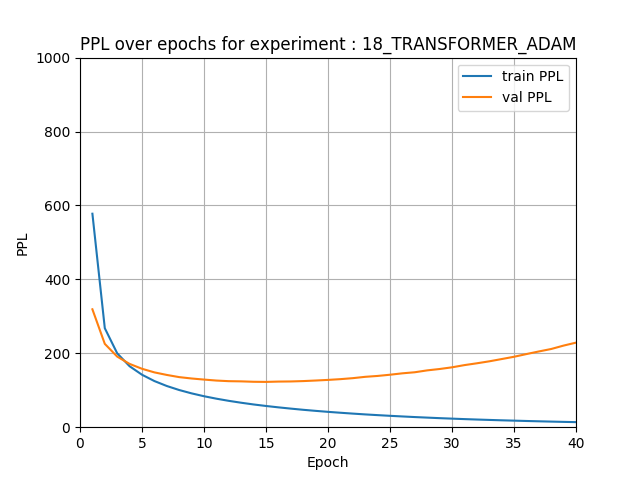 PPL over epochs for experiment : 18_TRANSFORMER_ADAM
train PPL
val PPL
1000
800
600
400
200
0
PPL
0 5 10 15 20 25 30 35 40
Epoch